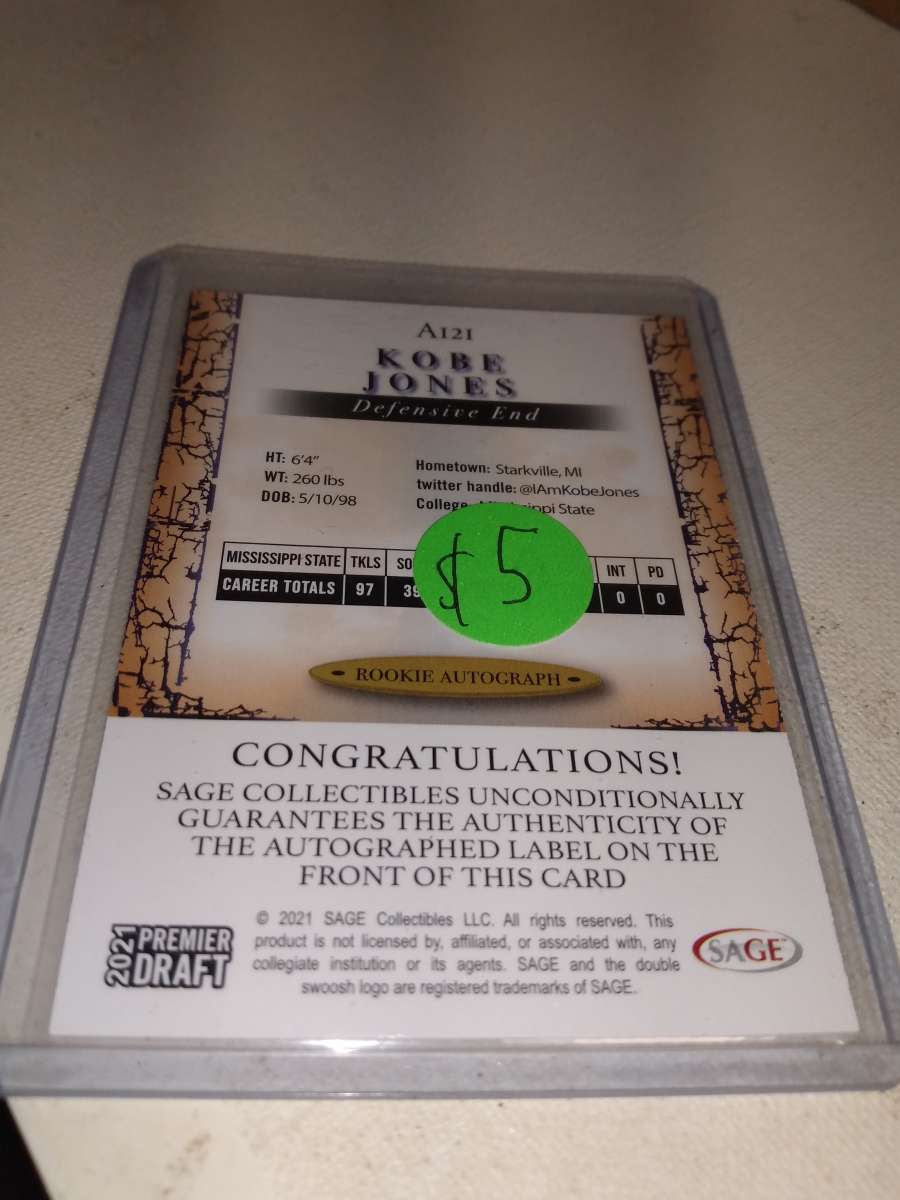 A121
KOBE
JONES
Defensive End
HT: 6'4"
WT: 260 lbs
DOB: 5/10/98
Hometown: Starkville, MI
twitter handle: @IAmKobeJones
College: Mississippi State
MISSISSIPPI STATE TKLS SO INT PD
CAREER TOTALS 97 39 0 0
$5
ROOKIE AUTOGRAPH
CONGRATULATIONS!
SAGE COLLECTIBLES UNCONDITIONALLY
GUARANTEES THE AUTHENTICITY OF
THE AUTOGRAPHED LABEL ON THE
FRONT OF THIS CARD
© 2021 SAGE Collectibles LLC. All rights reserved. This
product is not licensed by, affiliated, or associated with, any
collegiate institution or its agents. SAGE and the double
swoosh logo are registered trademarks of SAGE.
2021 PREMIER
DRAFT
SAGE™